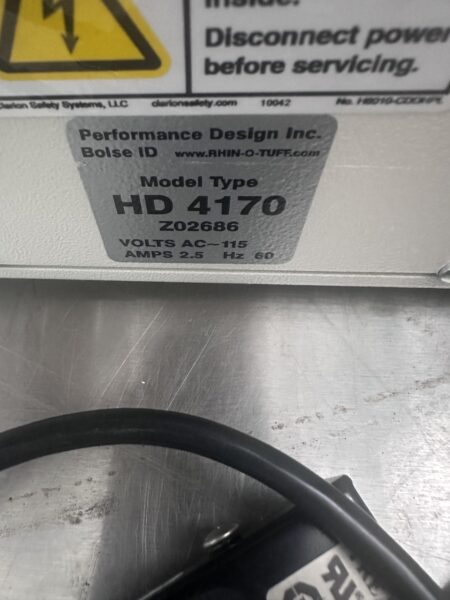 inside.
Disconnect power
before servicing.
Clarion Safety Systems, LLC clarionsafety.com 10042 No.
Performance Design Inc.
Boise ID www.RHIN-O-TUFF.com
Model Type
HD 4170
Z02686
VOLTS AC~115
AMPS 2.5 Hz 60